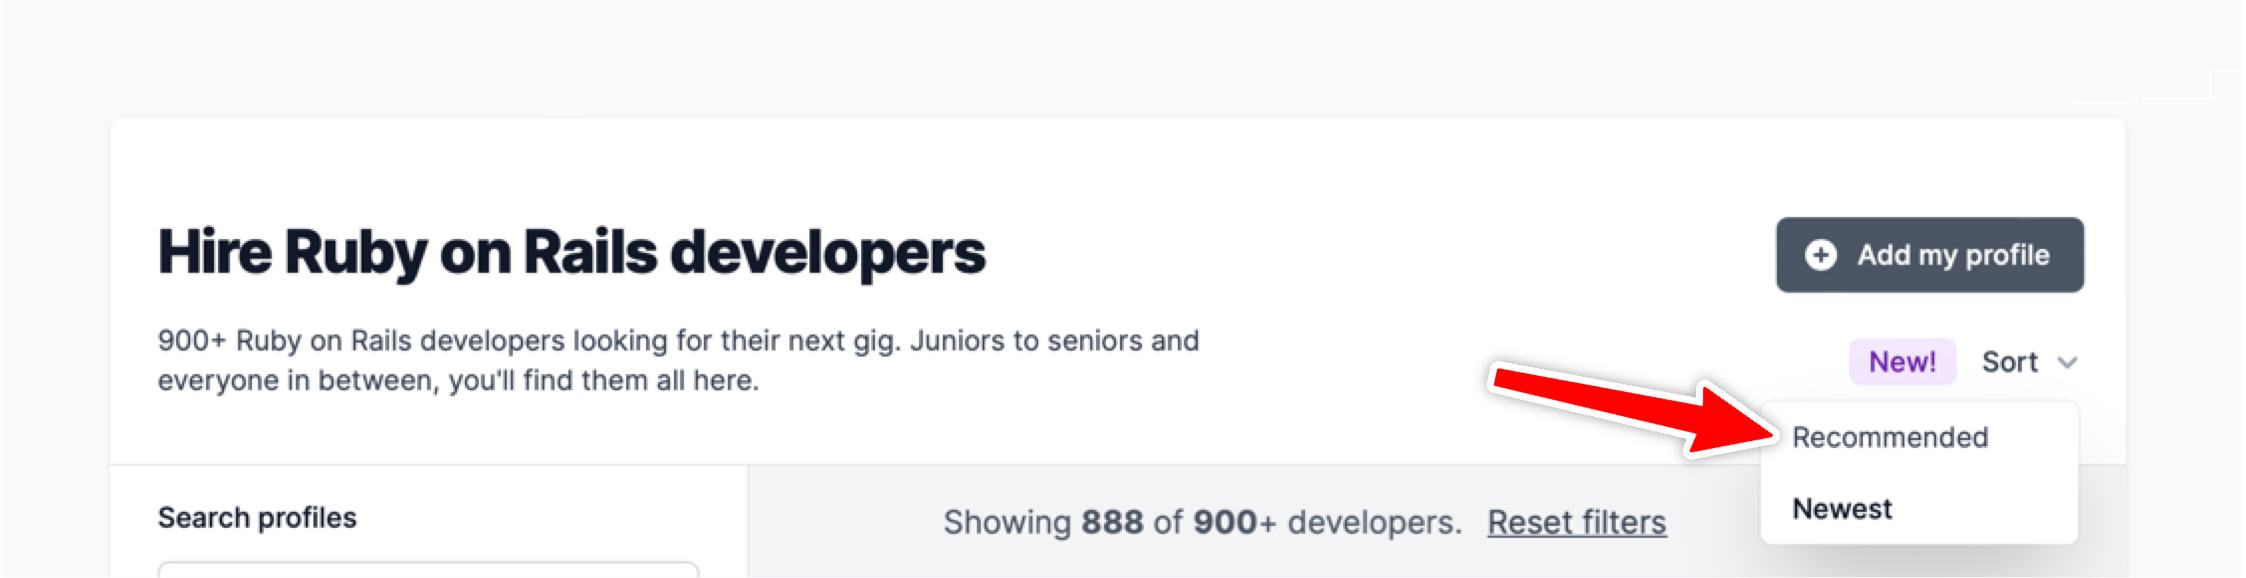 Hire Ruby on Rails developers
Add my profile
900+ Ruby on Rails developers looking for their next gig. Juniors to seniors and
everyone in between, you'll find them all here.
New! Sort
Recommended
Newest
Search profiles
Showing 888 of 900+ developers. Reset filters